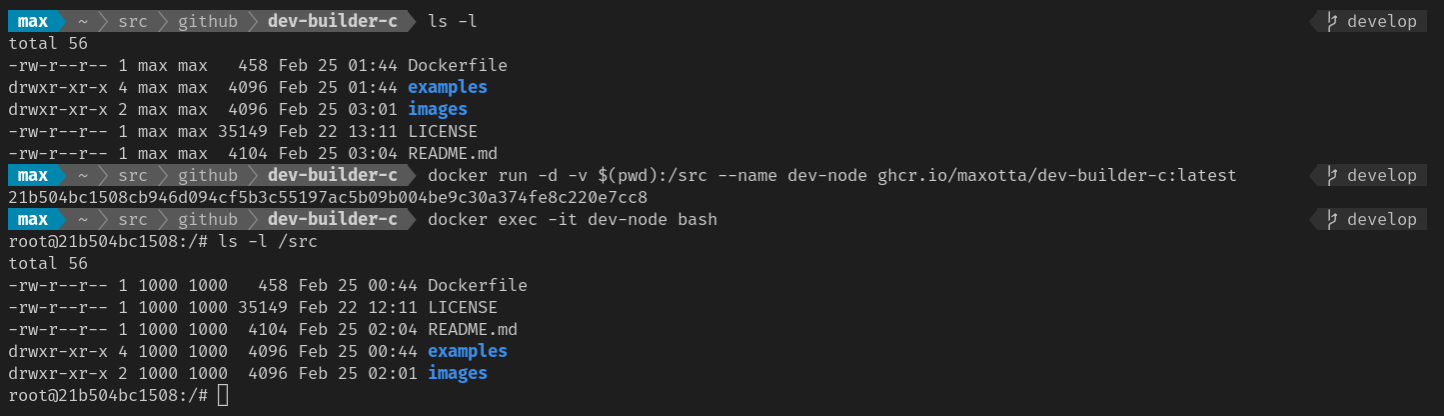 max ~ src github dev-builder-c ls -l develop
total 56
-rw-r--r-- 1 max max   458 Feb 25 01:44 Dockerfile
drwxr-xr-x 4 max max  4096 Feb 25 01:44 examples
drwxr-xr-x 2 max max  4096 Feb 25 03:01 images
-rw-r--r-- 1 max max 35149 Feb 22 13:11 LICENSE
-rw-r--r-- 1 max max  4104 Feb 25 03:04 README.md
max ~ src github dev-builder-c docker run -d -v $(pwd):/src --name dev-node ghcr.io/maxotta/dev-builder-c:latest
21b504bc1508cb946d094cf5b3c55197ac5b09b004be9c30a374fe8c220e7cc8
max ~ src github dev-builder-c docker exec -it dev-node bash develop
root@21b504bc1508:/# ls -l /src
total 56
-rw-r--r-- 1 1000 1000   458 Feb 25 00:44 Dockerfile
-rw-r--r-- 1 1000 1000 35149 Feb 22 12:11 LICENSE
-rw-r--r-- 1 1000 1000  4104 Feb 25 02:04 README.md
drwxr-xr-x 4 1000 1000  4096 Feb 25 00:44 examples
drwxr-xr-x 2 1000 1000  4096 Feb 25 02:01 images
root@21b504bc1508:/#